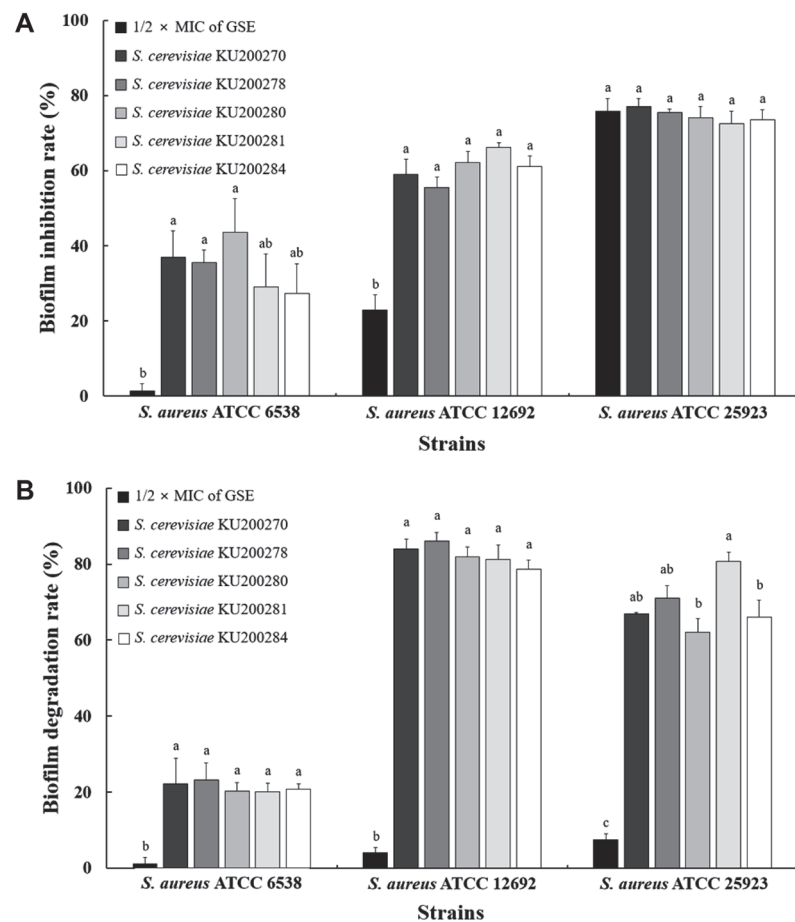 A
1/2 × MIC of GSE
S. cerevisiae KU200270
S. cerevisiae KU200278
S. cerevisiae KU200280
S. cerevisiae KU200281
S. cerevisiae KU200284
Biofilm inhibition rate (%)
100
80
60
40
20
0
b a a a ab ab
b a a a a a
a a a a a a
S. aureus ATCC 6538 S. aureus ATCC 12692 S. aureus ATCC 25923
Strains
B
1/2 × MIC of GSE
S. cerevisiae KU200270
S. cerevisiae KU200278
S. cerevisiae KU200280
S. cerevisiae KU200281
S. cerevisiae KU200284
Biofilm degradation rate (%)
100
80
60
40
20
0
b a a a a a
b a a a a a
c ab ab b a b
S. aureus ATCC 6538 S. aureus ATCC 12692 S. aureus ATCC 25923
Strains